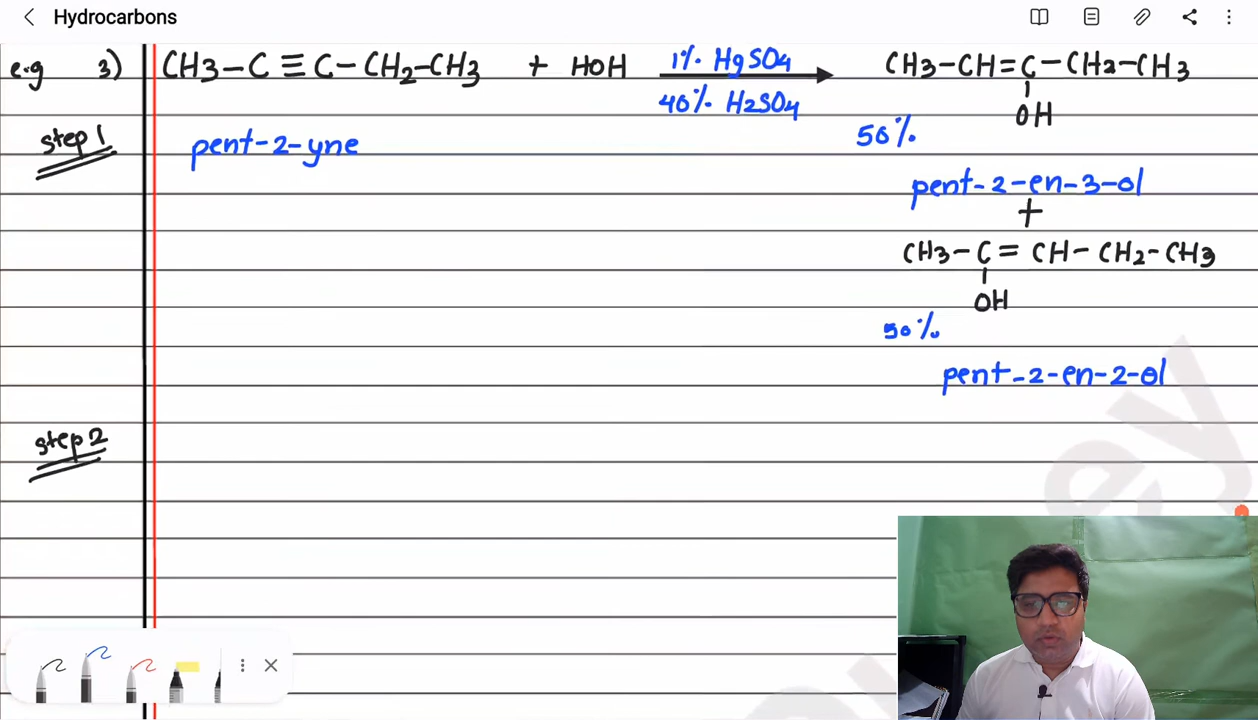 Hydrocarbons
e.g 3) CH3-C≡C-CH2-CH3 + HOH 1% HgSO4 CH3-CH=C-CH2-CH3
40% H2SO4
OH
step 1
pent-2-yne
50%
pent-2-en-3-ol
+
CH3-C=CH-CH2-CH3
OH
50%
pent-2-en-2-ol
step 2